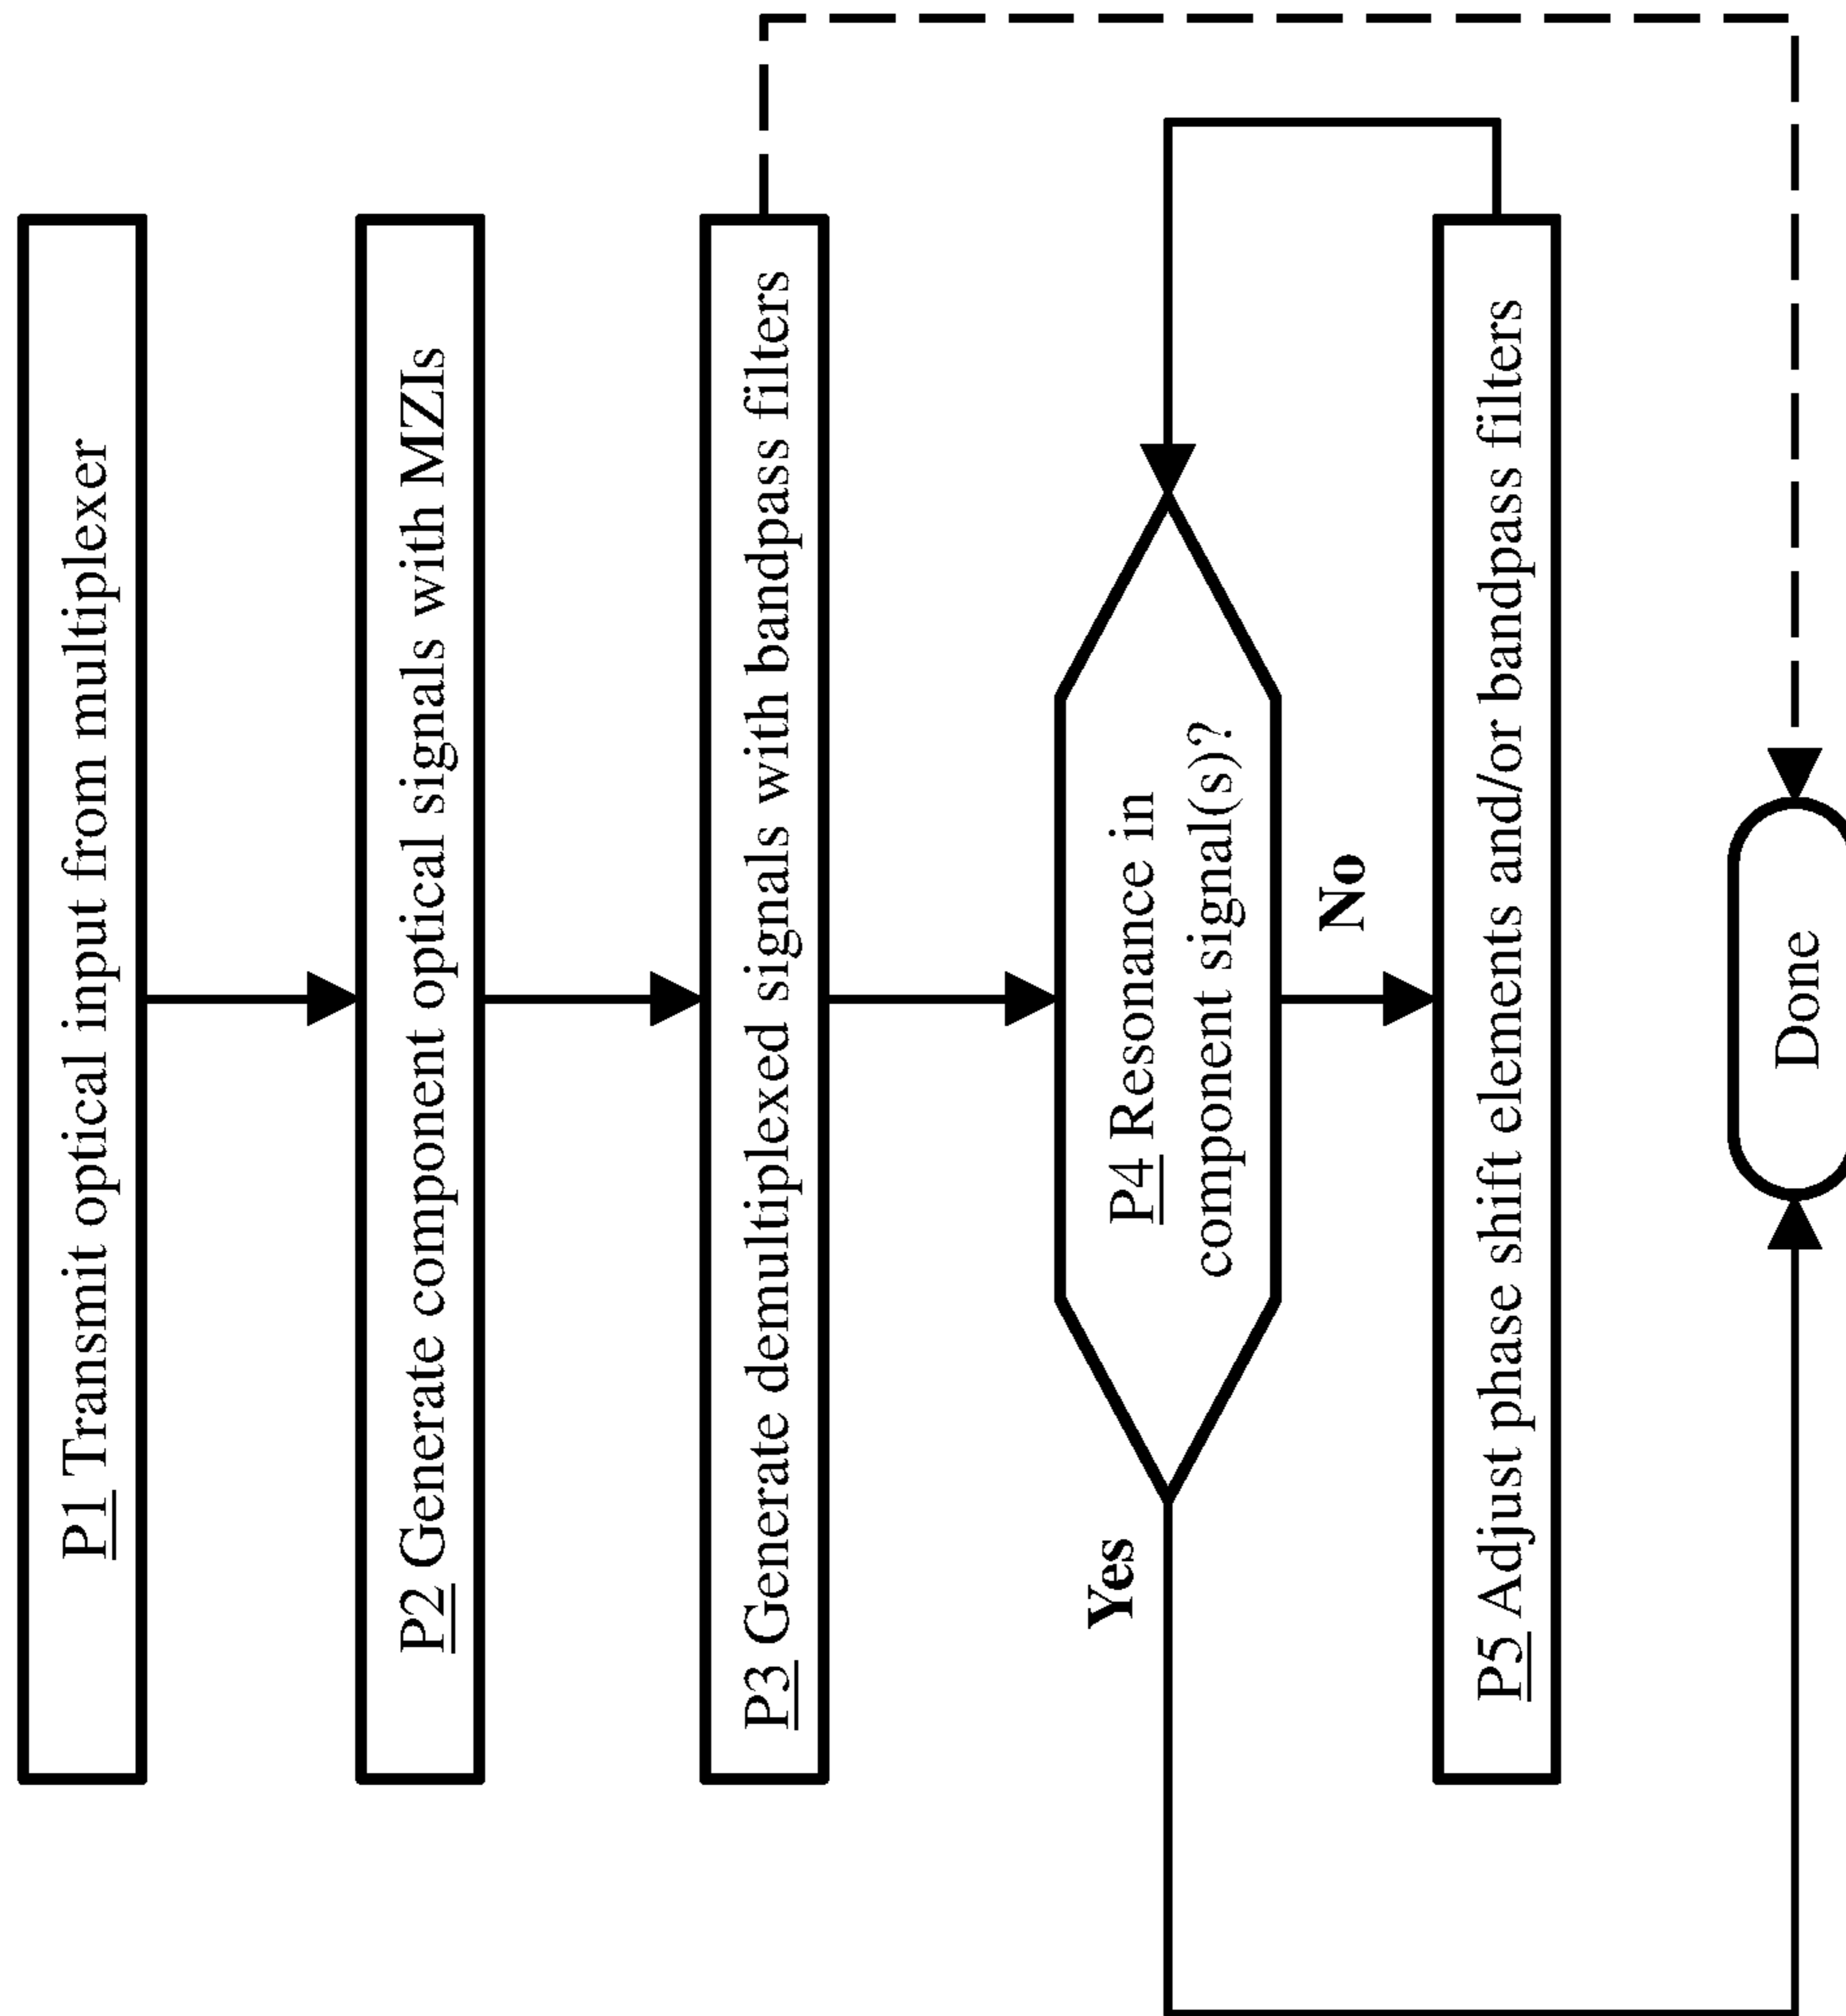 P1 Transmit optical input from multiplexer
P2 Generate component optical signals with MZIs
P3 Generate demultiplexed signals with bandpass filters
P4 Resonance in
component signal(s)?
Yes
No
P5 Adjust phase shift elements and/or bandpass filters
Done